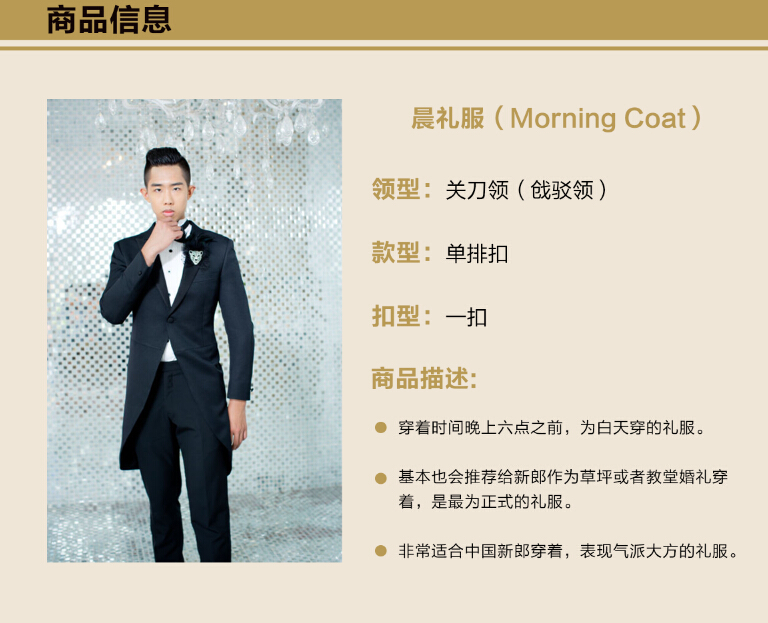 商品信息
晨礼服（Morning Coat）
领型：关刀领（戗驳领）
款型：单排扣
扣型：一扣
商品描述:
穿着时间晚上六点之前，为白天穿的礼服。
基本也会推荐给新郎作为草坪或者教堂婚礼穿
着，是最为正式的礼服。
非常适合中国新郎穿着，表现气派大方的礼服。